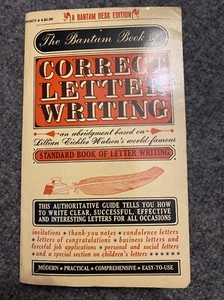 A BANTAM DESK EDITION
The Bantam Book of
CORRECT
LETTER
WRITING
an abridgment based on
Lillian Eichler Watson's world-famous
STANDARD BOOK OF LETTER WRITING
THIS AUTHORITATIVE GUIDE TELLS YOU HOW
TO WRITE CLEAR, SUCCESSFUL, EFFECTIVE
AND INTERESTING LETTERS FOR ALL OCCASIONS
invitations • thank-you notes • condolence letters
letters of congratulations • business letters and
forceful job applications • personal and social letters
and a special section on children's letters
MODERN • PRACTICAL • COMPREHENSIVE • EASY-TO-USE